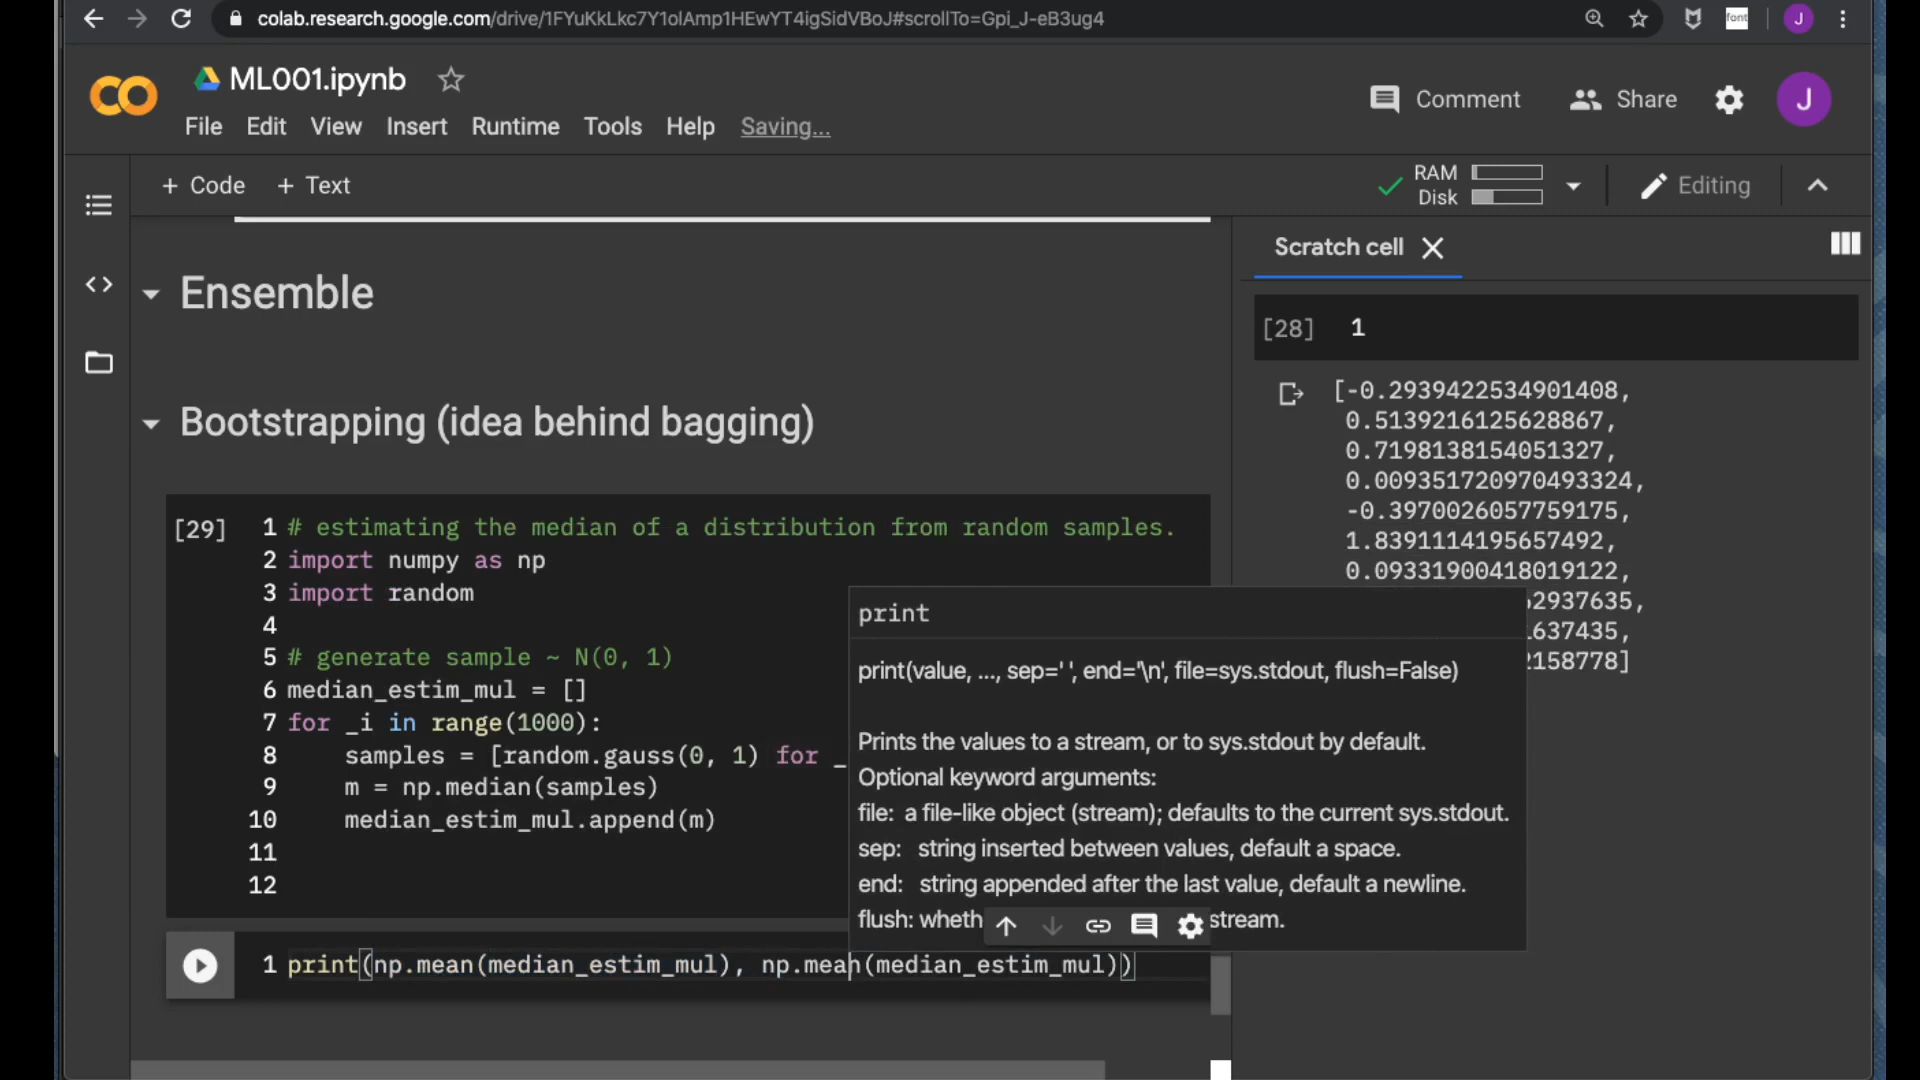 colab.research.google.com/drive/1FYuKkLkc7Y1olAmp1HEwYT4igSidVBoJ#scrollTo=Gpi_J-eB3ug4
font
J
ML001.ipynb
Comment
Share
J
File Edit View Insert Runtime Tools Help Saving...
+ Code + Text
RAM
Disk
Editing
Scratch cell
Ensemble
[28] 1
[-0.2939422534901408,
0.5139216125628867,
0.7198138154051327,
0.009351720970493324,
-0.3970026057759175,
1.8391114195657492,
0.09331900418019122,
2937635,
637435,
2158778]
Bootstrapping (idea behind bagging)
[29] 1 # estimating the median of a distribution from random samples.
2 import numpy as np
3 import random
4
5 # generate sample ~ N(0, 1)
6 median_estim_mul = []
7 for _i in range(1000):
8 samples = [random.gauss(0, 1) for _
9 m = np.median(samples)
10 median_estim_mul.append(m)
11
12
print
print(value, ..., sep=' ', end='\n', file=sys.stdout, flush=False)
Prints the values to a stream, or to sys.stdout by default.
Optional keyword arguments:
file: a file-like object (stream); defaults to the current sys.stdout.
sep: string inserted between values, default a space.
end: string appended after the last value, default a newline.
flush: wheth stream.
1 print(np.mean(median_estim_mul), np.mean(median_estim_mul))